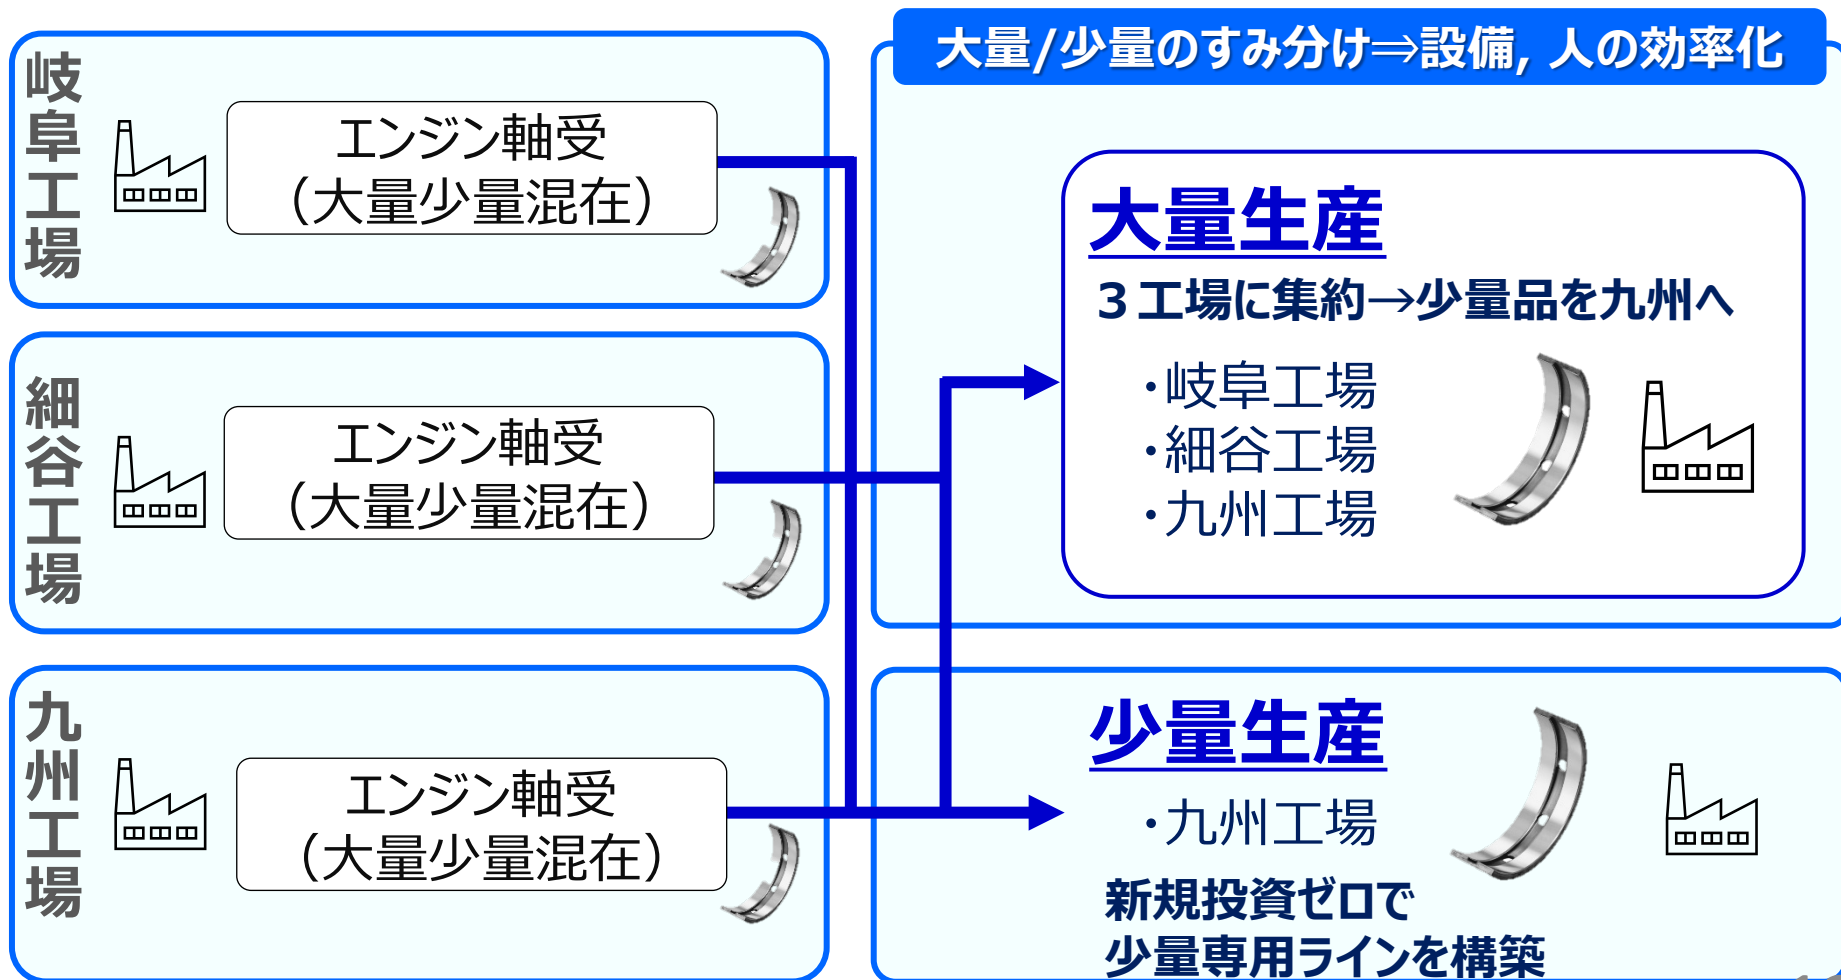 岐阜工場
エンジン軸受
（大量少量混在）
細谷工場
エンジン軸受
（大量少量混在）
九州工場
エンジン軸受
（大量少量混在）
大量/少量のすみ分け⇒設備, 人の効率化
大量生産
３工場に集約→少量品を九州へ
・岐阜工場
・細谷工場
・九州工場
少量生産
・九州工場
新規投資ゼロで
少量専用ラインを構築